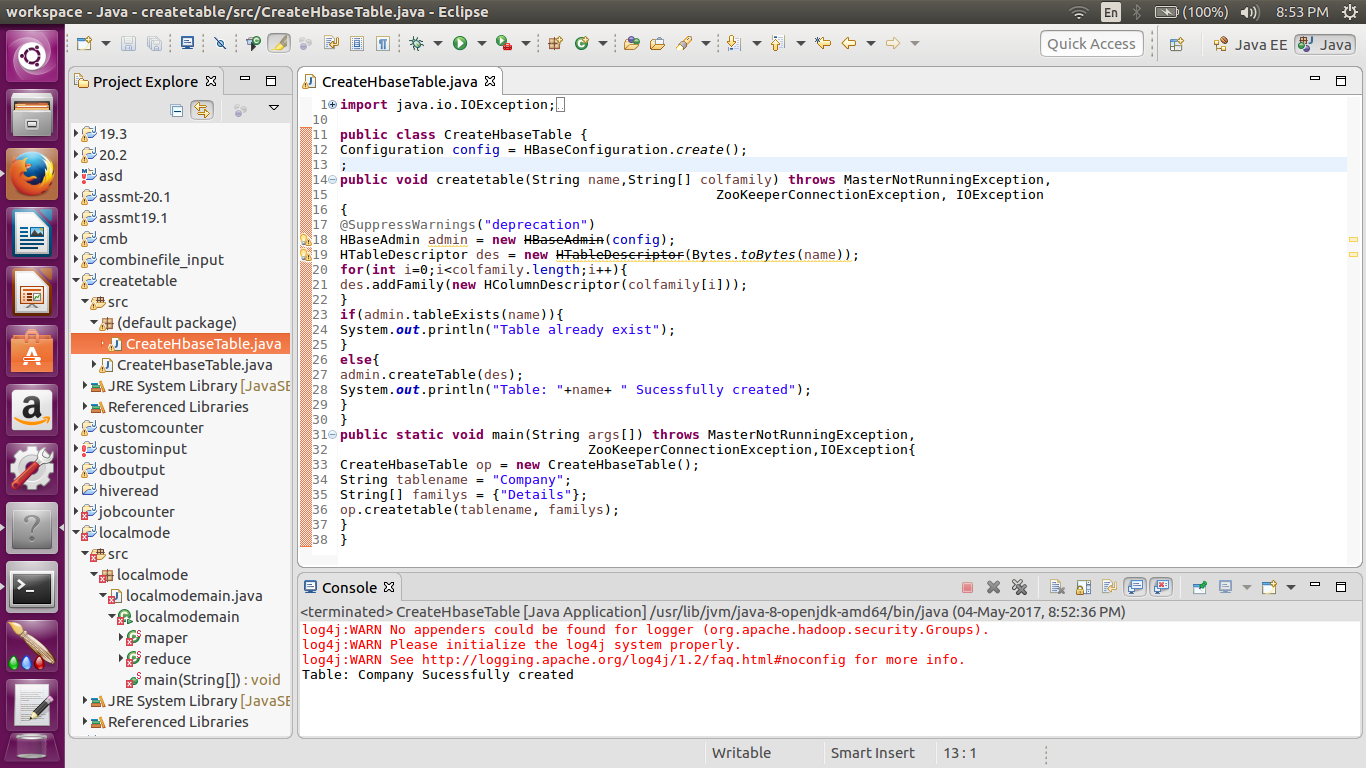 workspace - Java - createtable/src/CreateHbaseTable.java - Eclipse
En
(100%)
8:53 PM
Quick Access
Java EE
Java
Project Explore
19.3
20.2
asd
assmt-20.1
assmt19.1
cmb
combinefile_input
createtable
src
(default package)
CreateHbaseTable.java
CreateHbaseTable.java
JRE System Library [JavaSE
Referenced Libraries
customcounter
custominput
dboutput
hiveread
jobcounter
localmode
src
localmode
localmodemain.java
localmodemain
maper
reduce
main(String[]) : void
JRE System Library [JavaSE
Referenced Libraries
CreateHbaseTable.java
1 import java.io.IOException;
10
11 public class CreateHbaseTable {
12 Configuration config = HBaseConfiguration.create();
13 ;
14 public void createtable(String name,String[] colfamily) throws MasterNotRunningException,
15 ZooKeeperConnectionException, IOException
16 {
17 @SuppressWarnings("deprecation")
18 HBaseAdmin admin = new HBaseAdmin(config);
19 HTableDescriptor des = new HTableDescriptor(Bytes.toBytes(name));
20 for(int i=0;i<colfamily.length;i++){
21 des.addFamily(new HColumnDescriptor(colfamily[i]));
22 }
23 if(admin.tableExists(name)){
24 System.out.println("Table already exist");
25 }
26 else{
27 admin.createTable(des);
28 System.out.println("Table: "+name+ " Sucessfully created");
29 }
30 }
31 public static void main(String args[]) throws MasterNotRunningException,
32 ZooKeeperConnectionException,IOException{
33 CreateHbaseTable op = new CreateHbaseTable();
34 String tablename = "Company";
35 String[] familys = {"Details"};
36 op.createtable(tablename, familys);
37 }
38 }
Console
<terminated> CreateHbaseTable [Java Application] /usr/lib/jvm/java-8-openjdk-amd64/bin/java (04-May-2017, 8:52:36 PM)
log4j:WARN No appenders could be found for logger (org.apache.hadoop.security.Groups).
log4j:WARN Please initialize the log4j system properly.
log4j:WARN See http://logging.apache.org/log4j/1.2/faq.html#noconfig for more info.
Table: Company Sucessfully created
Writable
Smart Insert
13 : 1